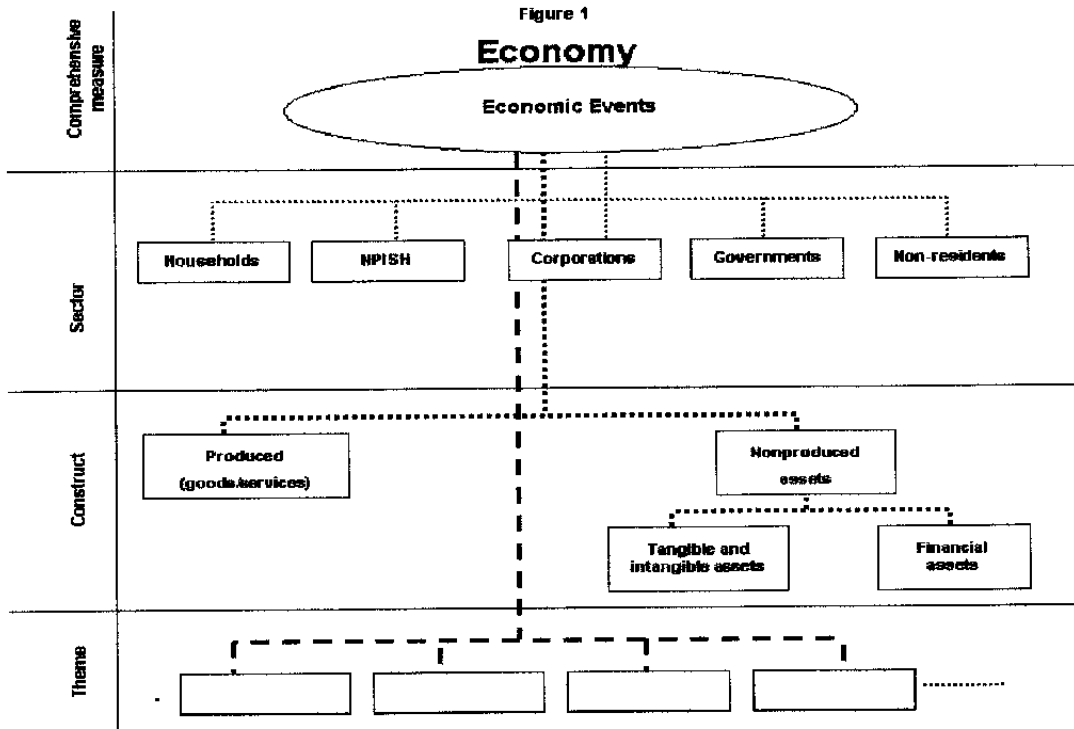 Figure 1
Economy
Comprehensive
measure
Economic Events
Sector
Households
NPISH
Corporations
Governments
Non-residents
Construct
Produced
(goods/services)
Nonproduced
assets
Tangible and
intangible assets
Financial
assets
Theme